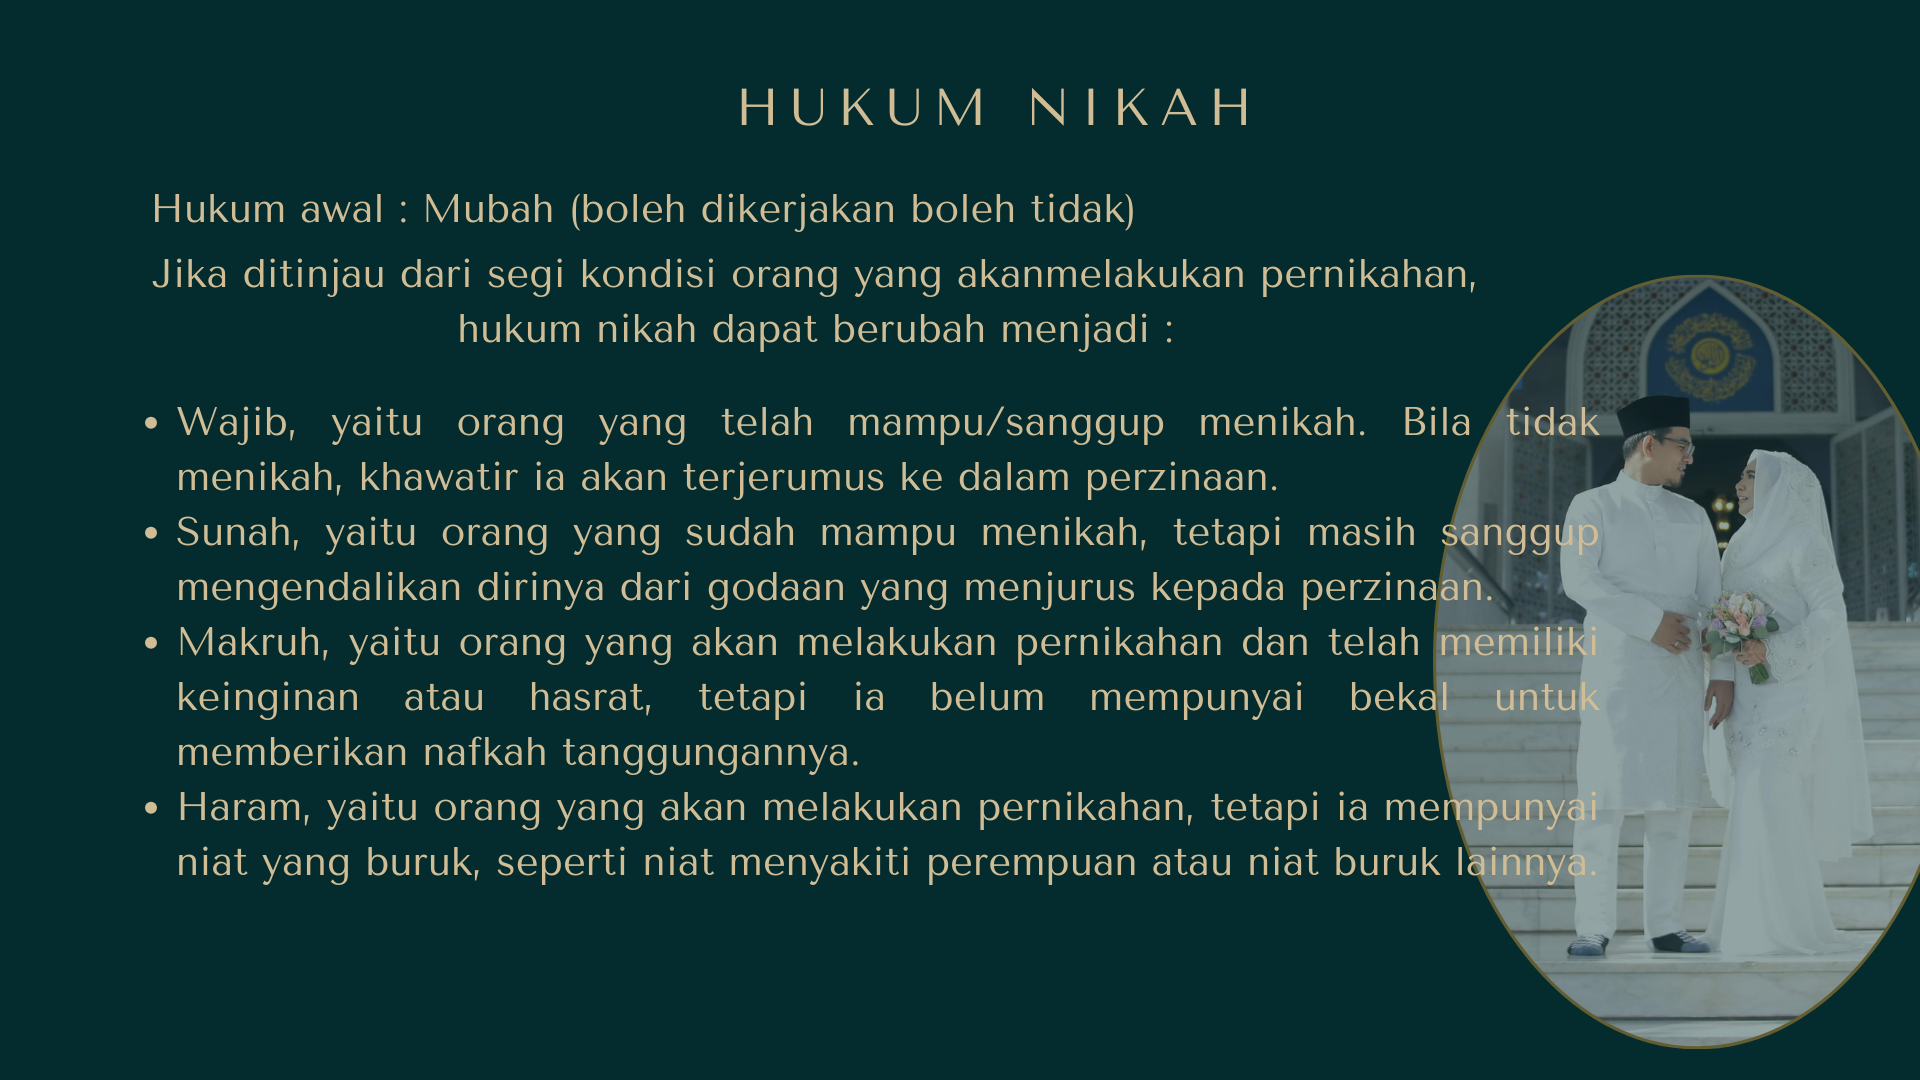 HUKUM NIKAH
Hukum awal : Mubah (boleh dikerjakan boleh tidak)
Jika ditinjau dari segi kondisi orang yang akanmelakukan pernikahan,
hukum nikah dapat berubah menjadi :
• Wajib, yaitu orang yang telah mampu/sanggup menikah. Bila tidak
menikah, khawatir ia akan terjerumus ke dalam perzinaan.
• Sunah, yaitu orang yang sudah mampu menikah, tetapi masih sanggup
mengendalikan dirinya dari godaan yang menjurus kepada perzinaan.
• Makruh, yaitu orang yang akan melakukan pernikahan dan telah memiliki
keinginan atau hasrat, tetapi ia belum mempunyai bekal untuk
memberikan nafkah tanggungannya.
• Haram, yaitu orang yang akan melakukan pernikahan, tetapi ia mempunyai
niat yang buruk, seperti niat menyakiti perempuan atau niat buruk lainnya.